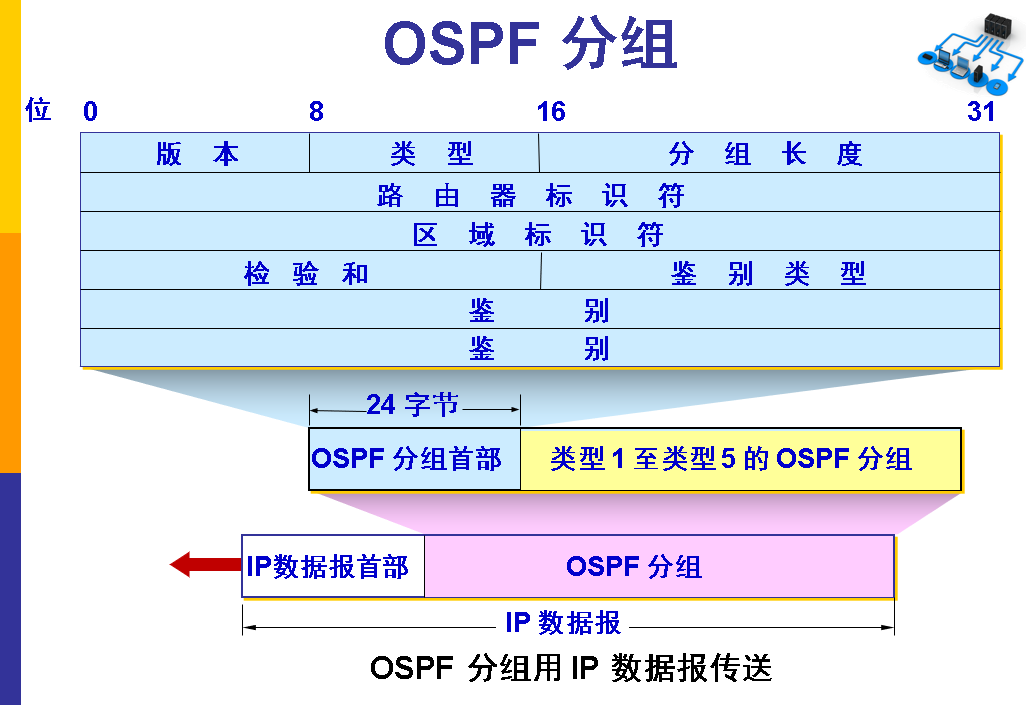 OSPF 分组
位 0 8 16 31
版 本 类 型 分 组 长 度
路 由 器 标 识 符
区 域 标 识 符
检 验 和 鉴 别 类 型
鉴 别
鉴 别
24 字节
OSPF 分组首部 类型 1 至类型 5 的 OSPF 分组
IP数据报首部 OSPF 分组
IP 数据报
OSPF 分组用 IP 数据报传送